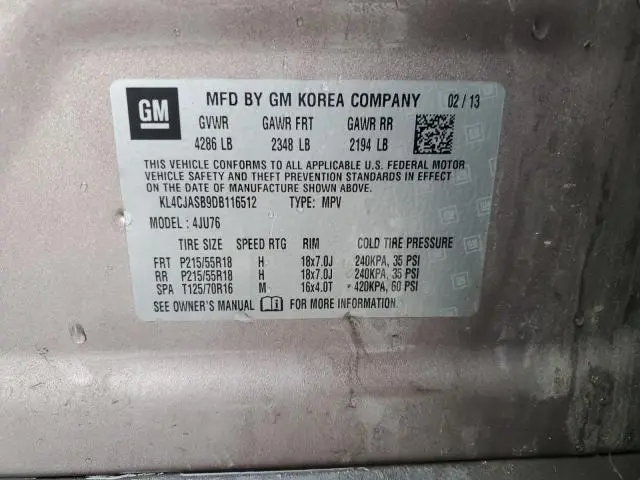 GM MFD BY GM KOREA COMPANY 02 / 13
GVWR GAWR FRT GAWR RR
4286 LB 2348 LB 2194 LB
THIS VEHICLE CONFORMS TO ALL APPLICABLE U.S. FEDERAL MOTOR
VEHICLE SAFETY AND THEFT PREVENTION STANDARDS IN EFFECT
ON THE DATE OF MANUFACTURE SHOWN ABOVE.
KL4CJASB9DB116512 TYPE: MPV
MODEL : 4JU76
TIRE SIZE SPEED RTG RIM COLD TIRE PRESSURE
FRT P215/55R18 H 18x7.0J 240KPA, 35 PSI
RR P215/55R18 H 18x7.0J 240KPA, 35 PSI
SPA T125/70R16 M 16x4.0T 420KPA, 60 PSI
SEE OWNER'S MANUAL FOR MORE INFORMATION.